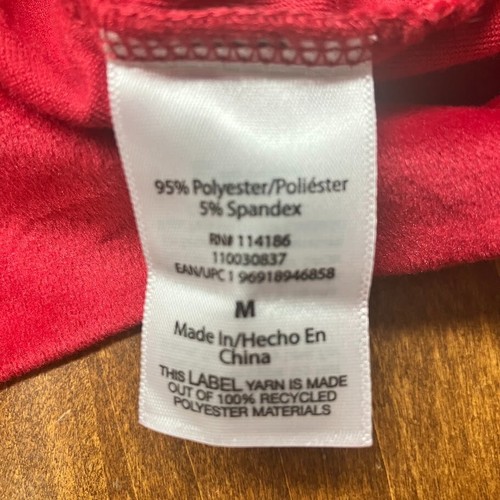 95% Polyester/Poliéster
5% Spandex
RN# 114186
110030837
EAN/UPC 1 96918946858
M
Made In/Hecho En
China
THIS LABEL YARN IS MADE
OUT OF 100% RECYCLED
POLYESTER MATERIALS